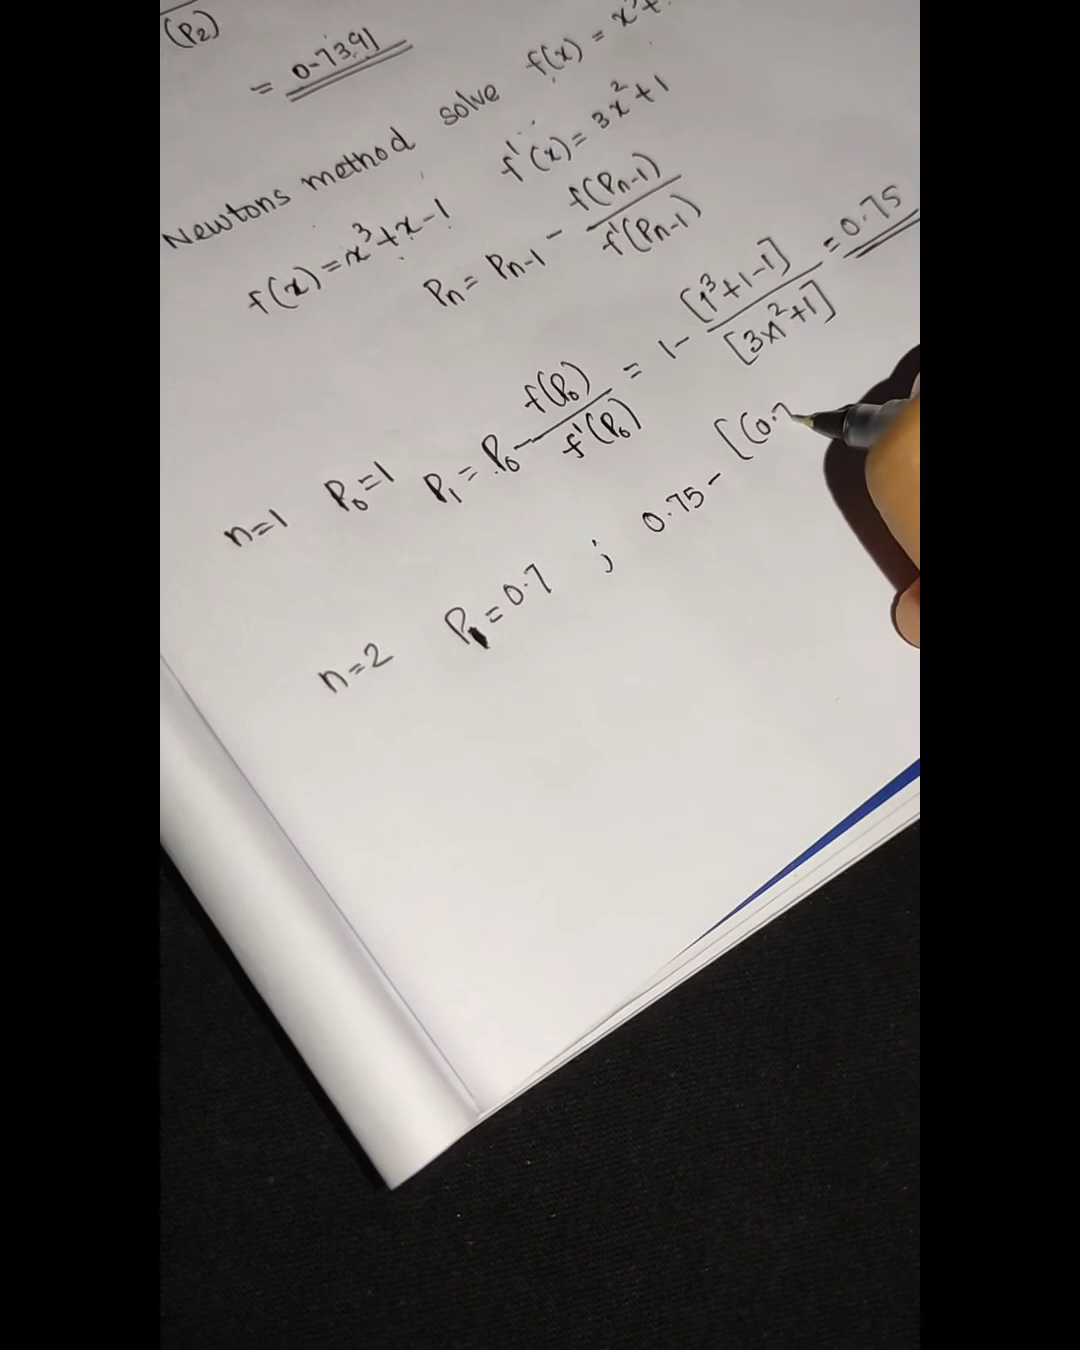 (P₂)
= 0.7391
Newtons method solve f(x) = x³+
f(x) = x³+x-1 f'(x) = 3x²+1
Pn = Pn-1 - f(Pn-1) / f'(Pn-1)
n=1 P₀=1 P₁ = P₀ - f(P₀) / f'(P₀) = 1 - [1³+1-1] / [3x1²+1] = 0.75
n=2 P₁ = 0.7 ; 0.75 - [(0.7